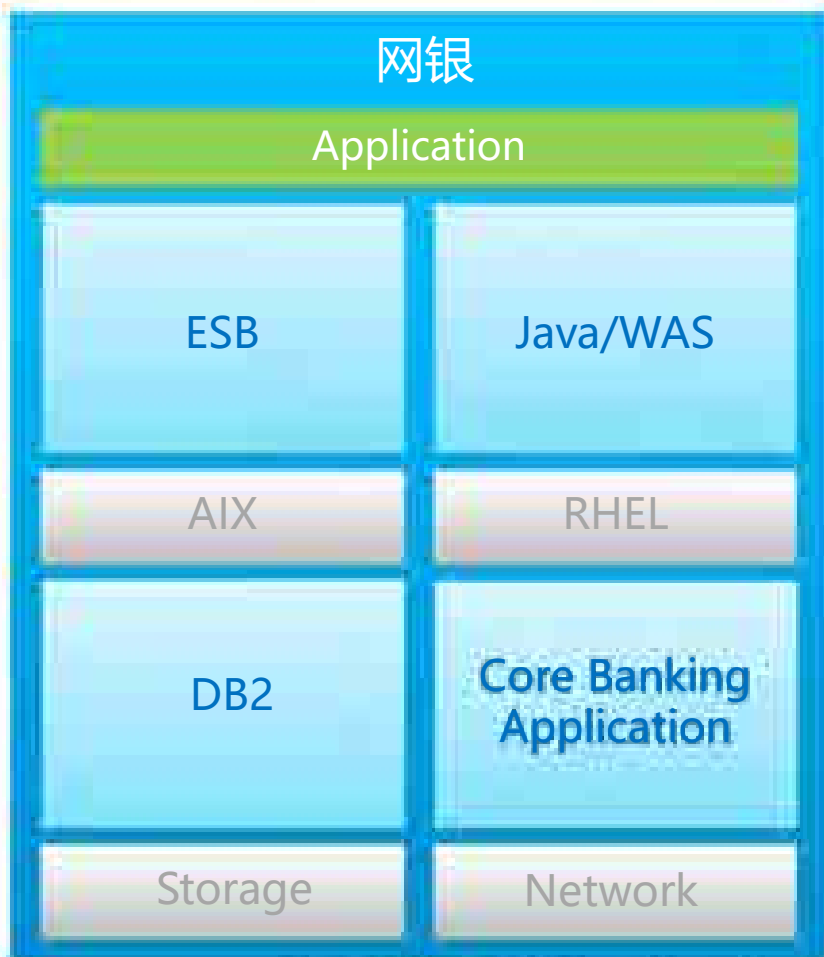 网银
Application
ESB
Java/WAS
AIX
RHEL
DB2
Core Banking
Application
Storage
Network